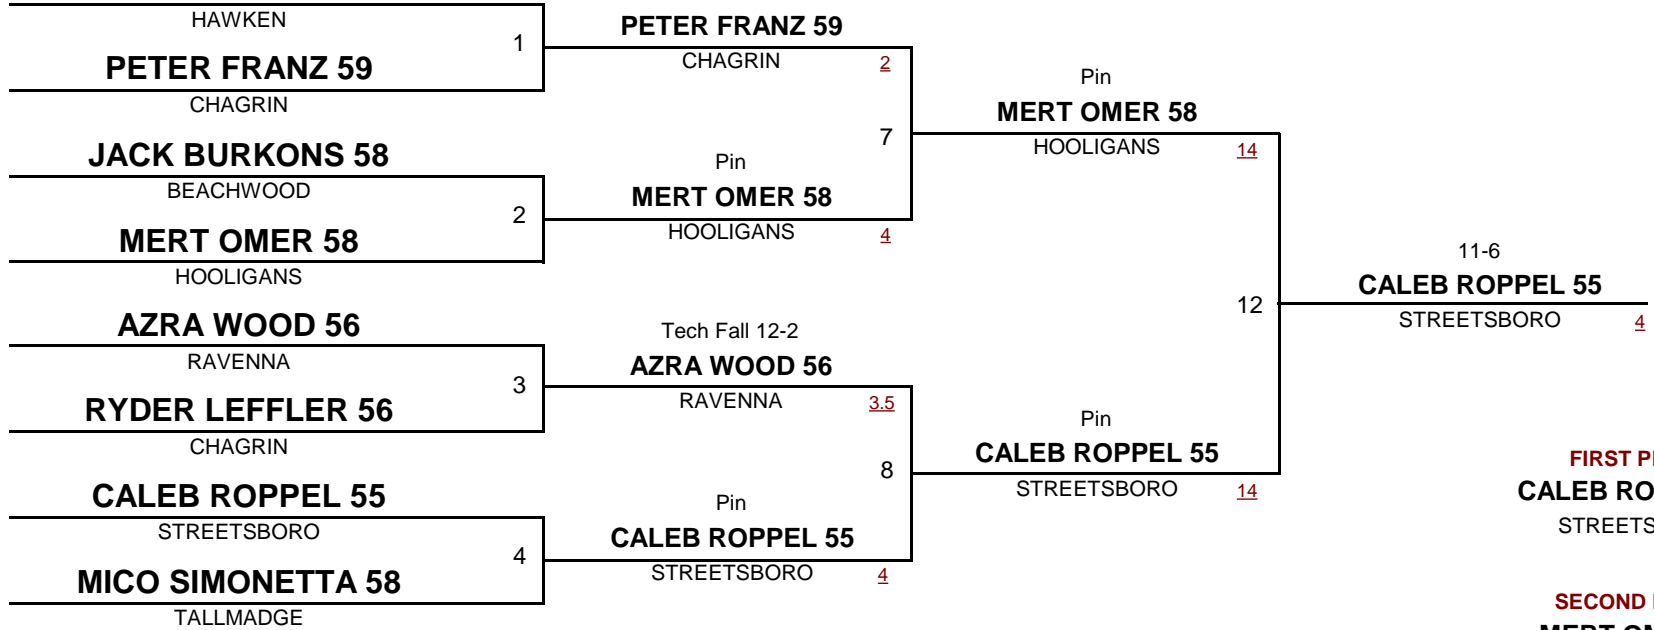 HAWKEN
1
PETER FRANZ 59
CHAGRIN
JACK BURKONS 58
BEACHWOOD
2
MERT OMER 58
HOOLIGANS
AZRA WOOD 56
RAVENNA
3
RYDER LEFFLER 56
CHAGRIN
CALEB ROPPEL 55
STREETSBORO
4
MICO SIMONETTA 58
TALLMADGE
PETER FRANZ 59
CHAGRIN
2
7
Pin
MERT OMER 58
HOOLIGANS
4
Tech Fall 12-2
AZRA WOOD 56
RAVENNA
3.5
8
Pin
CALEB ROPPEL 55
STREETSBORO
4
Pin
MERT OMER 58
HOOLIGANS
14
12
Pin
CALEB ROPPEL 55
STREETSBORO
14
11-6
CALEB ROPPEL 55
STREETSBORO
4
FIRST
CALEB
SECOND
MERT